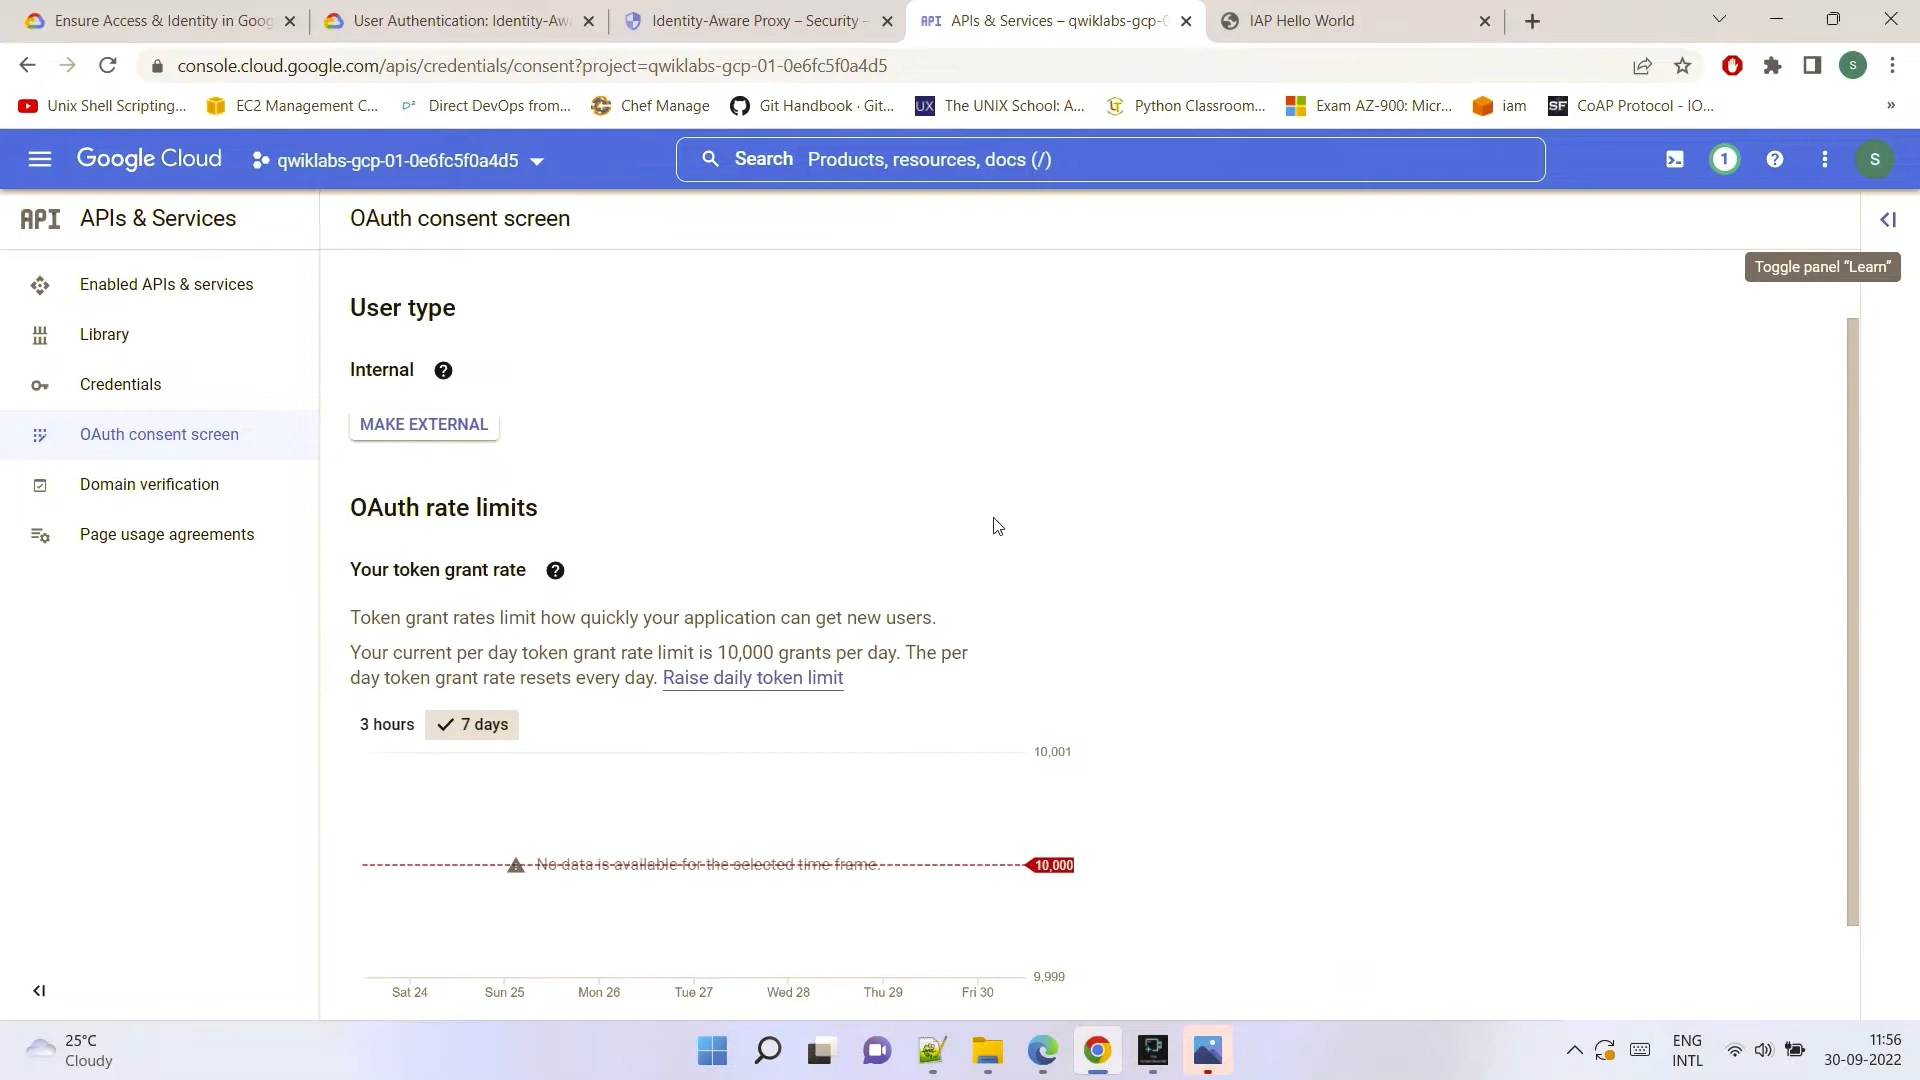 Ensure Access & Identity in Goog
User Authentication: Identity-Aw
Identity-Aware Proxy – Security –
API APIs & Services – qwiklabs-gcp-0
IAP Hello World
console.cloud.google.com/apis/credentials/consent?project=qwiklabs-gcp-01-0e6fc5f0a4d5
S
Unix Shell Scripting...
EC2 Management C...
Direct DevOps from...
Chef Manage
Git Handbook · Git...
UX The UNIX School: A...
Python Classroom...
Exam AZ-900: Micr...
iam
SF CoAP Protocol - IO...
»
Google Cloud
qwiklabs-gcp-01-0e6fc5f0a4d5
Search Products, resources, docs (/)
1
S
API APIs & Services
OAuth consent screen
Toggle panel “Learn”
Enabled APIs & services
Library
Credentials
OAuth consent screen
Domain verification
Page usage agreements
User type
Internal
MAKE EXTERNAL
OAuth rate limits
Your token grant rate
Token grant rates limit how quickly your application can get new users.
Your current per day token grant rate limit is 10,000 grants per day. The per
day token grant rate resets every day. Raise daily token limit
3 hours
7 days
10,001
No data is available for the selected time frame.
10,000
9,999
Sat 24
Sun 25
Mon 26
Tue 27
Wed 28
Thu 29
Fri 30
25°C
Cloudy
ENG
INTL
11:56
30-09-2022